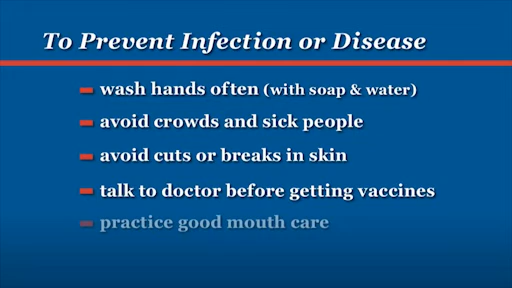 To Prevent Infection or Disease
wash hands often (with soap & water)
avoid crowds and sick people
avoid cuts or breaks in skin
talk to doctor before getting vaccines
practice good mouth care